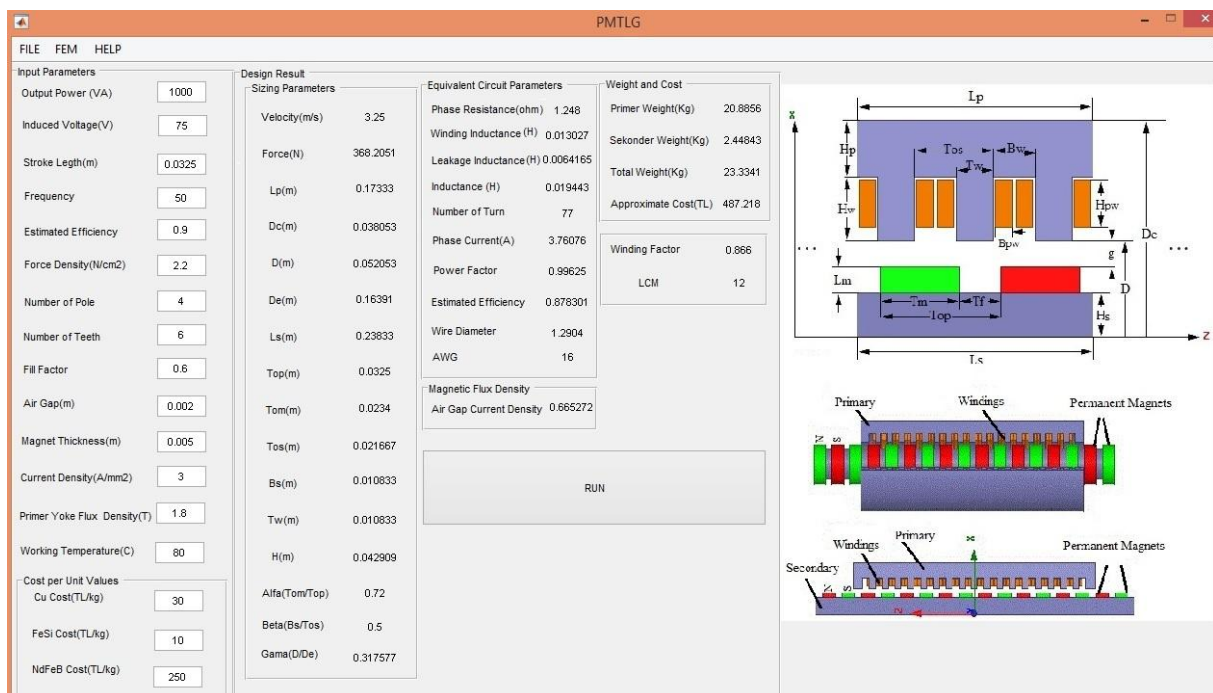 PMTLG
FILE FEM HELP
Input Parameters
Output Power (VA) 1000
Induced Voltage(V) 75
Stroke Legth(m) 0.0325
Frequency 50
Estimated Efficiency 0.9
Force Density(N/cm2) 2.2
Number of Pole 4
Number of Teeth 6
Fill Factor 0.6
Air Gap(m) 0.002
Magnet Thickness(m) 0.005
Current Density(A/mm2) 3
Primer Yoke Flux Density(T) 1.8
Working Temperature(C) 80
Cost per Unit Values
Cu Cost(TL/kg) 30
FeSi Cost(TL/kg) 10
NdFeB Cost(TL/kg) 250
Design Result
Sizing Parameters
Velocity(m/s) 3.25
Force(N) 368.2051
Lp(m) 0.17333
Dc(m) 0.038053
D(m) 0.052053
De(m) 0.16391
Ls(m) 0.23833
Top(m) 0.0325
Tom(m) 0.0234
Tos(m) 0.021667
Bs(m) 0.010833
Tw(m) 0.010833
H(m) 0.042909
Alfa(Tom/Top) 0.72
Beta(Bs/Tos) 0.5
Gama(D/De) 0.317577
Equivalent Circuit Parameters
Phase Resistance(ohm) 1.248
Winding Inductance (H) 0.013027
Leakage Inductance(H) 0.0064165
Inductance (H) 0.019443
Number of Turn 77
Phase Current(A) 3.76076
Power Factor 0.99625
Estimated Efficiency 0.878301
Wire Diameter 1.2904
AWG 16
Magnetic Flux Density
Air Gap Current Density 0.665272
Weight and Cost
Primer Weight(Kg) 20.8856
Sekonder Weight(Kg) 2.44843
Total Weight(Kg) 23.3341
Approximate Cost(TL) 487.218
Winding Factor 0.866
LCM 12
RUN
x
Lp
Hp
Tos Bw
Tw
Hw
Hpw
Dc
Bpw
... ...
g
Lm
D
Tm Tf
Top
Hs
Z
Ls
Primary Windings Permanent Magnets
N S
Primary
Windings x Permanent Magnets
Secondary
N S
Z